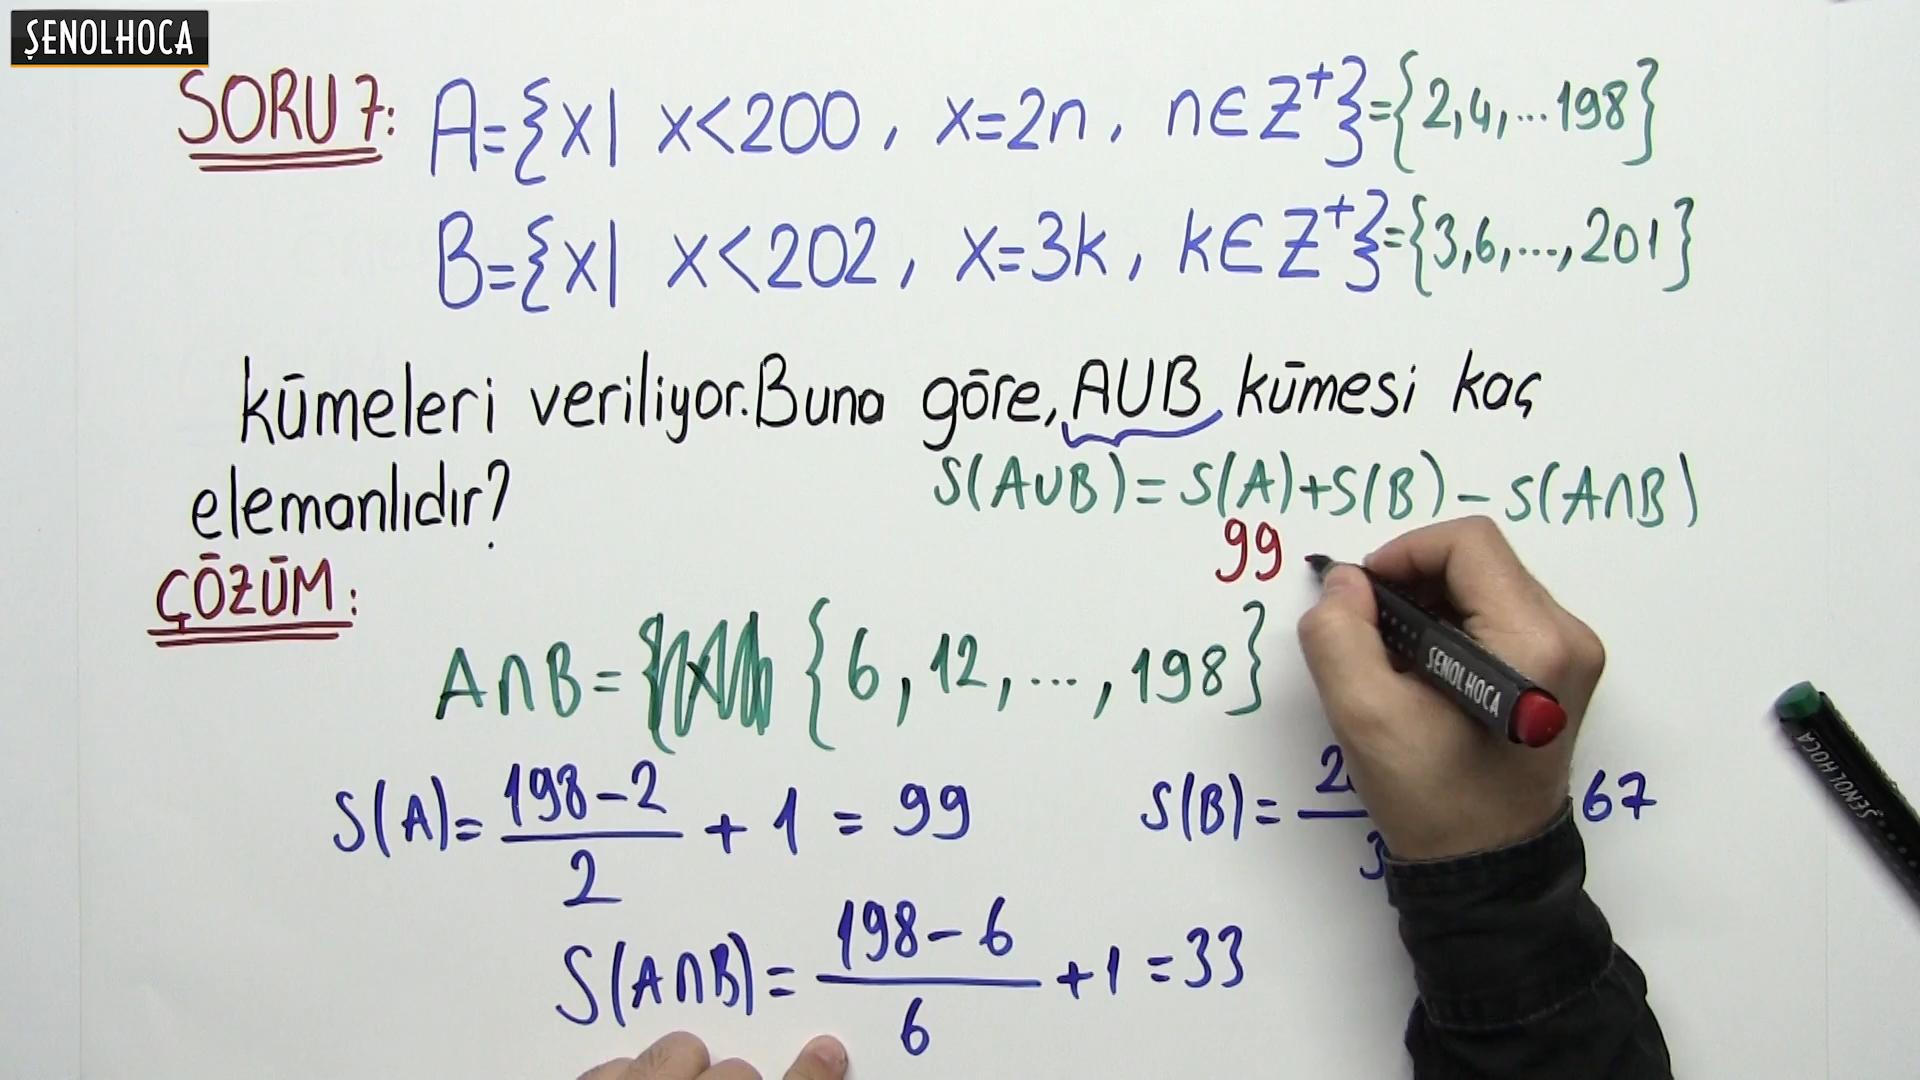 ŞENOLHOCA
SORU 7: A={x| x<200, x=2n, n∈Z⁺}={2,4,...198}
B={x| x<202, x=3k, k∈Z⁺}={3,6,...,201}
kümeleri veriliyor. Buna göre, AUB kümesi kaç
elemanlıdır?
S(A∪B)=S(A)+S(B)-S(A∩B)
99
ÇÖZÜM:
A∩B= {6, 12, ..., 198}
S(A)= 198-2 / 2 + 1 = 99
S(B)= 67
S(A∩B)= 198-6 / 6 +1 =33
ŞENOLHOCA
ŞENOLHOCA